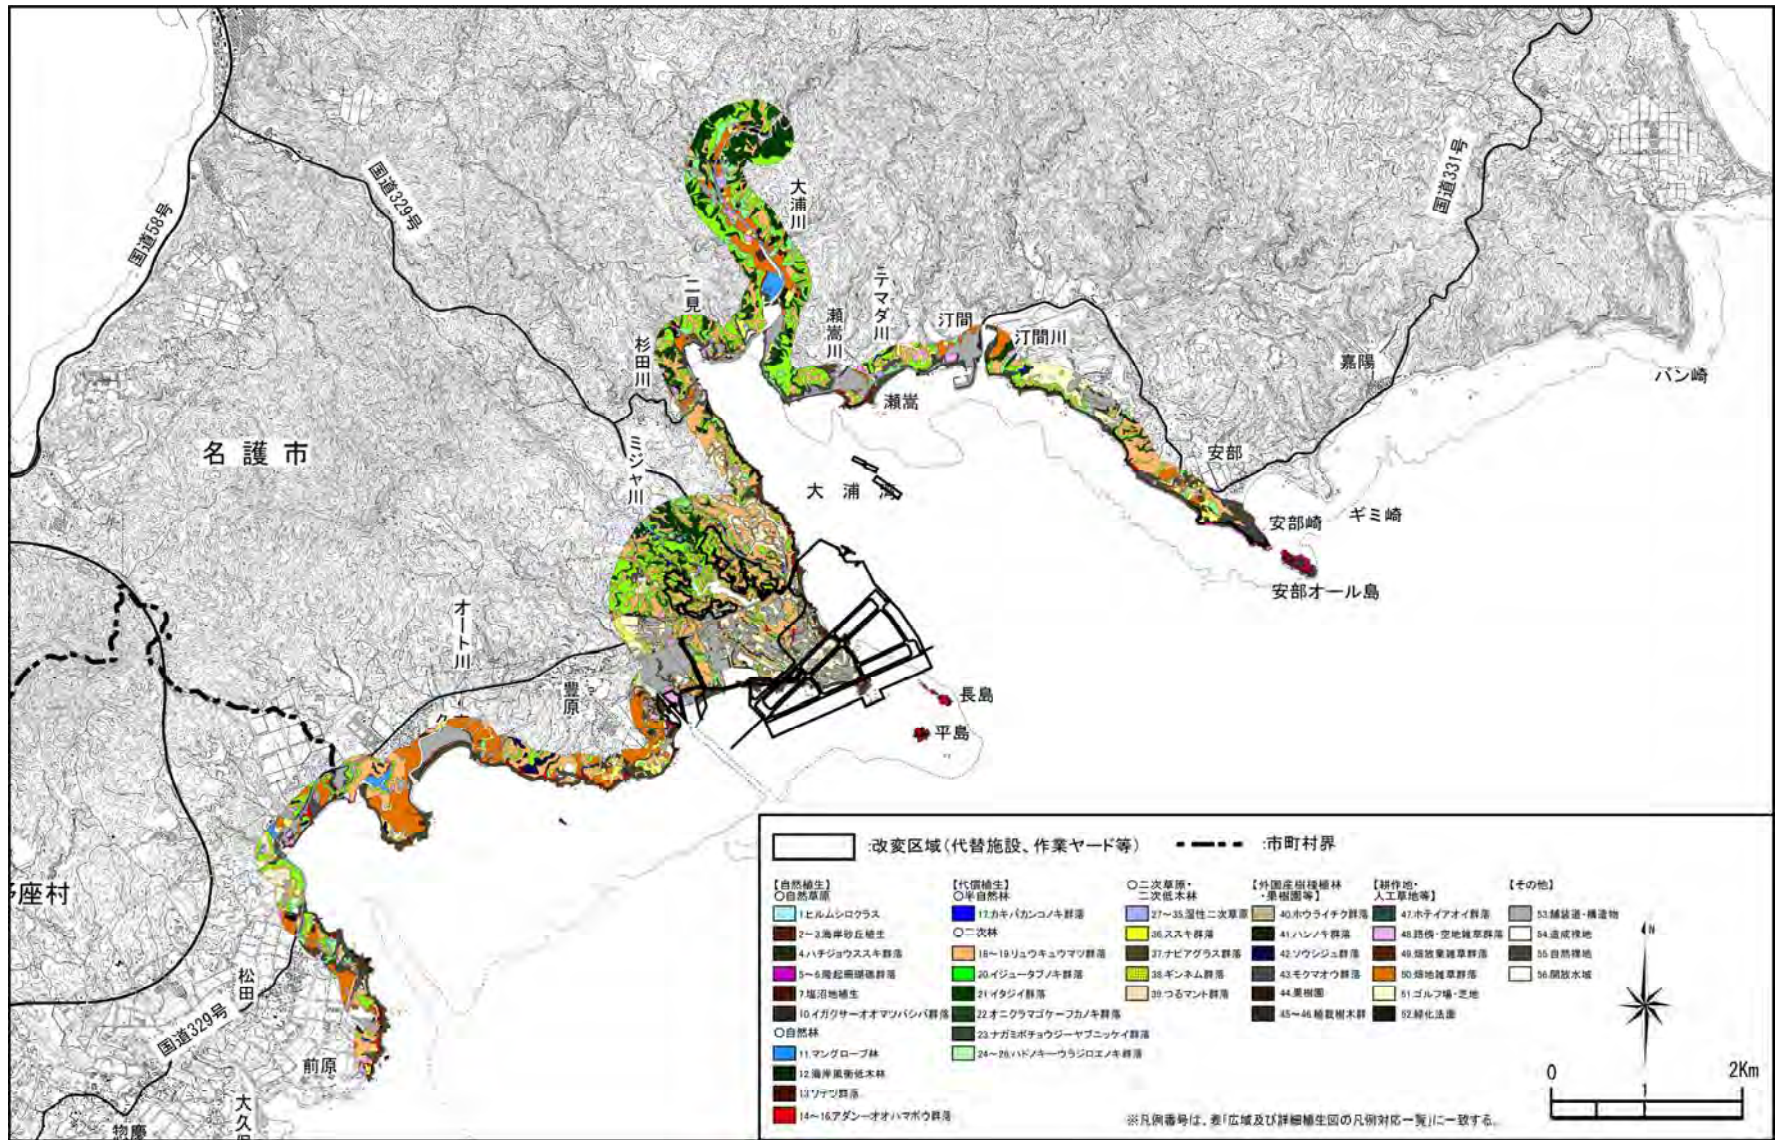 国道58号
国道329号
大浦川
国道331号
二見
テマダ川
汀間
汀間川
瀬嵩川
杉田川
嘉陽
バン崎
瀬嵩
名護市
ミジャ川
安部
大浦湾
安部崎
ギミ崎
安部オール島
オート川
豊原
長島
平島
座村
松田
国道329号
前原
惣慶
:改変区域(代替施設、作業ヤード等)
:市町村界
【自然植生】
○自然草原
1.ヒルムシロクラス
2~3.海岸砂丘植生
4.ハチジョウススキ群落
5~6.隆起珊瑚礁群落
7.塩沼地植生
10.イガクサーオオマツバシバ群落
○自然林
11.マングローブ林
12.海岸風衝低木林
13.ソテツ群落
14~16.アダンーオオハマボウ群落
【代償植生】
○半自然林
17.カキバカンコノキ群落
○二次林
18~19.リュウキュウマツ群落
20.イジュータブノキ群落
21.イタジイ群落
22.オニクラマゴケーフカノキ群落
23.ナガミボチョウジーヤブニッケイ群落
24~26.ハドノキーウラジロエノキ群落
○二次草原・
二次低木林
27~35.湿性二次草原
36.ススキ群落
37.ナピアグラス群落
38.ギンネム群落
39.つるマント群落
【外国産樹種植林
・果樹園等】
40.ホウライチク群落
41.ハンノキ群落
42.ソウシジュ群落
43.モクマオウ群落
44.果樹園
45~46.植栽樹木群
【耕作地・
人工草地等】
47.ホテイアオイ群落
48.路傍・空地雑草群落
49.畑放棄雑草群落
50.畑地雑草群落
51.ゴルフ場・芝地
52.緑化法面
【その他】
53.舗装道・構造物
54.造成裸地
55.自然裸地
56.開放水域
N
0 1 2Km
※凡例番号は、表「広域及び詳細植生図の凡例対応一覧」に一致する。